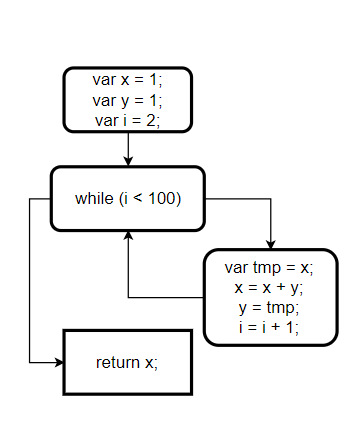 var x = 1;
var y = 1;
var i = 2;
while (i < 100)
var tmp = x;
x = x + y;
y = tmp;
i = i + 1;
return x;